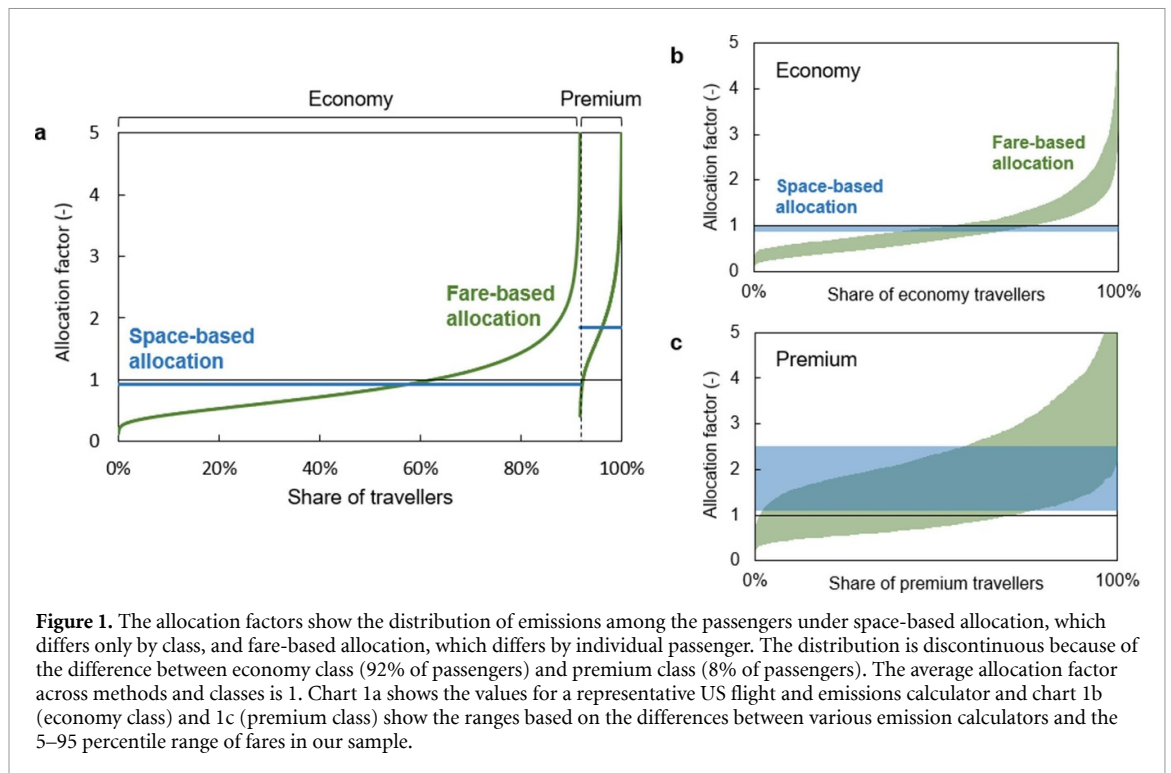 Economy
Premium
a
5
4
3
2
1
0
Allocation factor (-)
Fare-based
allocation
Space-based
allocation
0%
20%
40%
60%
80%
100%
Share of travellers
b
Economy
5
4
3
2
1
0
Allocation factor (-)
Fare-based
allocation
Space-based
allocation
0%
Share of economy travellers
100%
c
Premium
5
4
3
2
1
0
Allocation factor (-)
0%
Share of premium travellers
100%
Figure 1. The allocation factors show the distribution of emissions among the passengers under space-based allocation, which
differs only by class, and fare-based allocation, which differs by individual passenger. The distribution is discontinuous because of
the difference between economy class (92% of passengers) and premium class (8% of passengers). The average allocation factor
across methods and classes is 1. Chart 1a shows the values for a representative US flight and emissions calculator and chart 1b
(economy class) and 1c (premium class) show the ranges based on the differences between various emission calculators and the
5–95 percentile range of fares in our sample.